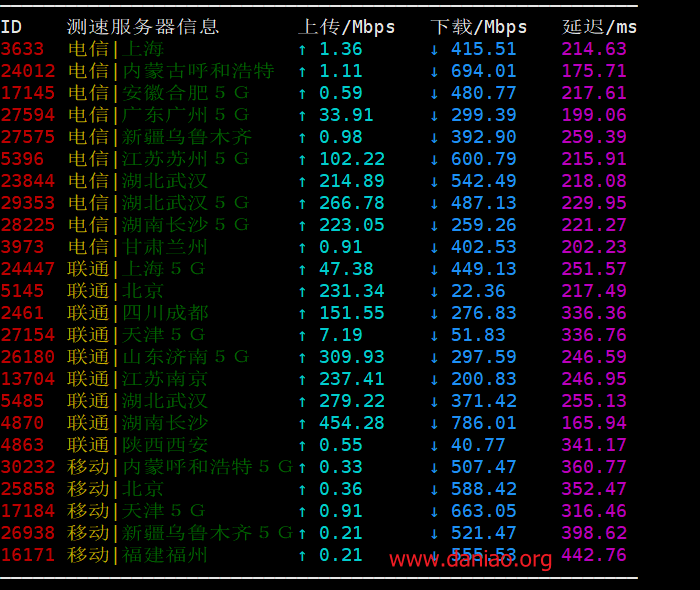 ID 测速服务器信息 上传/Mbps 下载/Mbps 延迟/ms
3633 电信|上海 ↑ 1.36 ↓ 415.51 214.63
24012 电信|内蒙古呼和浩特 ↑ 1.11 ↓ 694.01 175.71
17145 电信|安徽合肥５Ｇ ↑ 0.59 ↓ 480.77 217.61
27594 电信|广东广州５Ｇ ↑ 33.91 ↓ 299.39 199.06
27575 电信|新疆乌鲁木齐 ↑ 0.98 ↓ 392.90 259.39
5396 电信|江苏苏州５Ｇ ↑ 102.22 ↓ 600.79 215.91
23844 电信|湖北武汉 ↑ 214.89 ↓ 542.49 218.08
29353 电信|湖北武汉５Ｇ ↑ 266.78 ↓ 487.13 229.95
28225 电信|湖南长沙５Ｇ ↑ 223.05 ↓ 259.26 221.27
3973 电信|甘肃兰州 ↑ 0.91 ↓ 402.53 202.23
24447 联通|上海５Ｇ ↑ 47.38 ↓ 449.13 251.57
5145 联通|北京 ↑ 231.34 ↓ 22.36 217.49
2461 联通|四川成都 ↑ 151.55 ↓ 276.83 336.36
27154 联通|天津５Ｇ ↑ 7.19 ↓ 51.83 336.76
26180 联通|山东济南５Ｇ ↑ 309.93 ↓ 297.59 246.59
13704 联通|江苏南京 ↑ 237.41 ↓ 200.83 246.95
5485 联通|湖北武汉 ↑ 279.22 ↓ 371.42 255.13
4870 联通|湖南长沙 ↑ 454.28 ↓ 786.01 165.94
4863 联通|陕西西安 ↑ 0.55 ↓ 40.77 341.17
30232 移动|内蒙呼和浩特５Ｇ ↑ 0.33 ↓ 507.47 360.77
25858 移动|北京 ↑ 0.36 ↓ 588.42 352.47
17184 移动|天津５Ｇ ↑ 0.91 ↓ 663.05 316.46
26938 移动|新疆乌鲁木齐５Ｇ ↑ 0.21 ↓ 521.47 398.62
16171 移动|福建福州 ↑ 0.21 ↓ 555.53 442.76
www.daniao.org